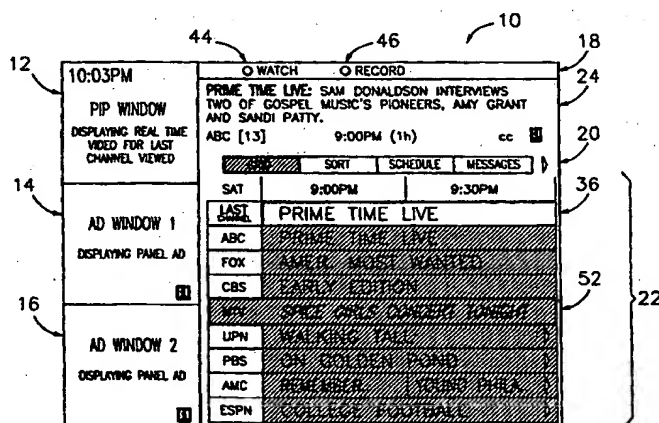 10
44
46
12
10:03PM
PIP WINDOW
DISPLAYING REAL TIME
VIDEO FOR LAST
CHANNEL VIEWED
WATCH RECORD
18
PRIME TIME LIVE: SAM DONALDSON INTERVIEWS
TWO OF GOSPEL MUSIC'S PIONEERS, AMY GRANT
AND SANDI PATTY.
24
ABC [13] 9:00PM (1h) CC
SORT SCHEDULE MESSAGES
20
14
AD WINDOW 1
DISPLAYING PANEL AD
16
AD WINDOW 2
DISPLAYING PANEL AD
SAT 9:00PM 9:30PM
LAST CHANNEL PRIME TIME LIVE
36
ABC PRIME TIME LIVE
FOX AMER. MOST WANTED
CBS EARLY EDITION
MTV SPICE GIRLS CONCERT TONIGHT
52
22
UPN WALKING TALL
PBS ON GOLDEN POND
AMC REMEMBER.. YOUNG PHILA.
ESPN COLLEGE FOOTBALL